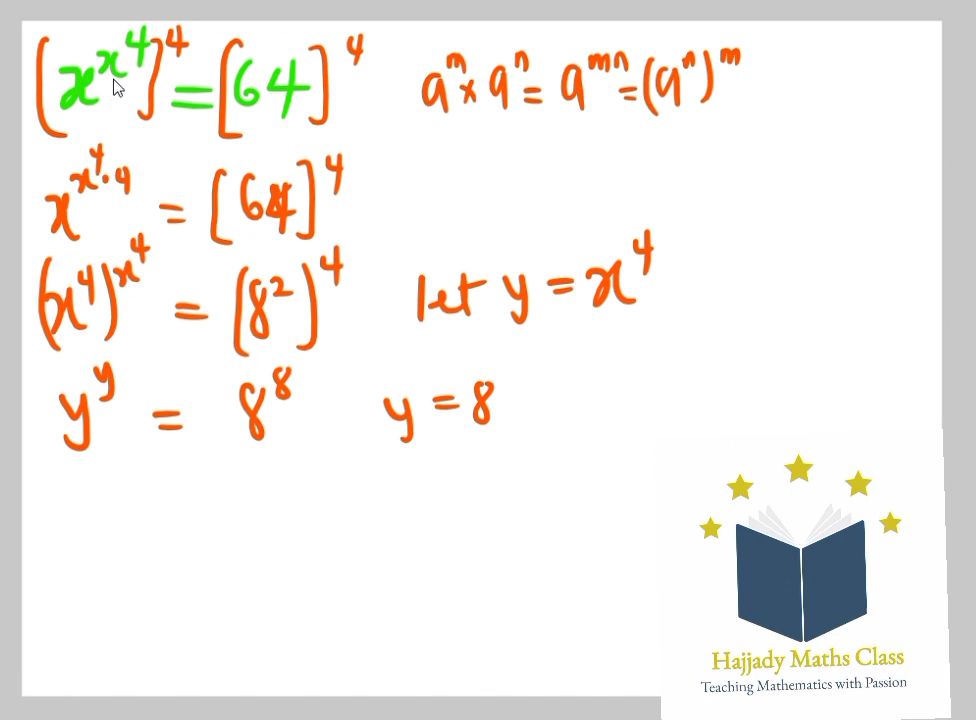 [x^{x^4}]^4 = [64]^4 a^m × a^n = a^{mn} = (a^n)^m
x^{x^4·4} = [64]^4
(x^4)^{x^4} = [8^2)^4 let y = x^4
y^y = 8^8 y = 8
Hajjady Maths Class
Teaching Mathematics with Passion